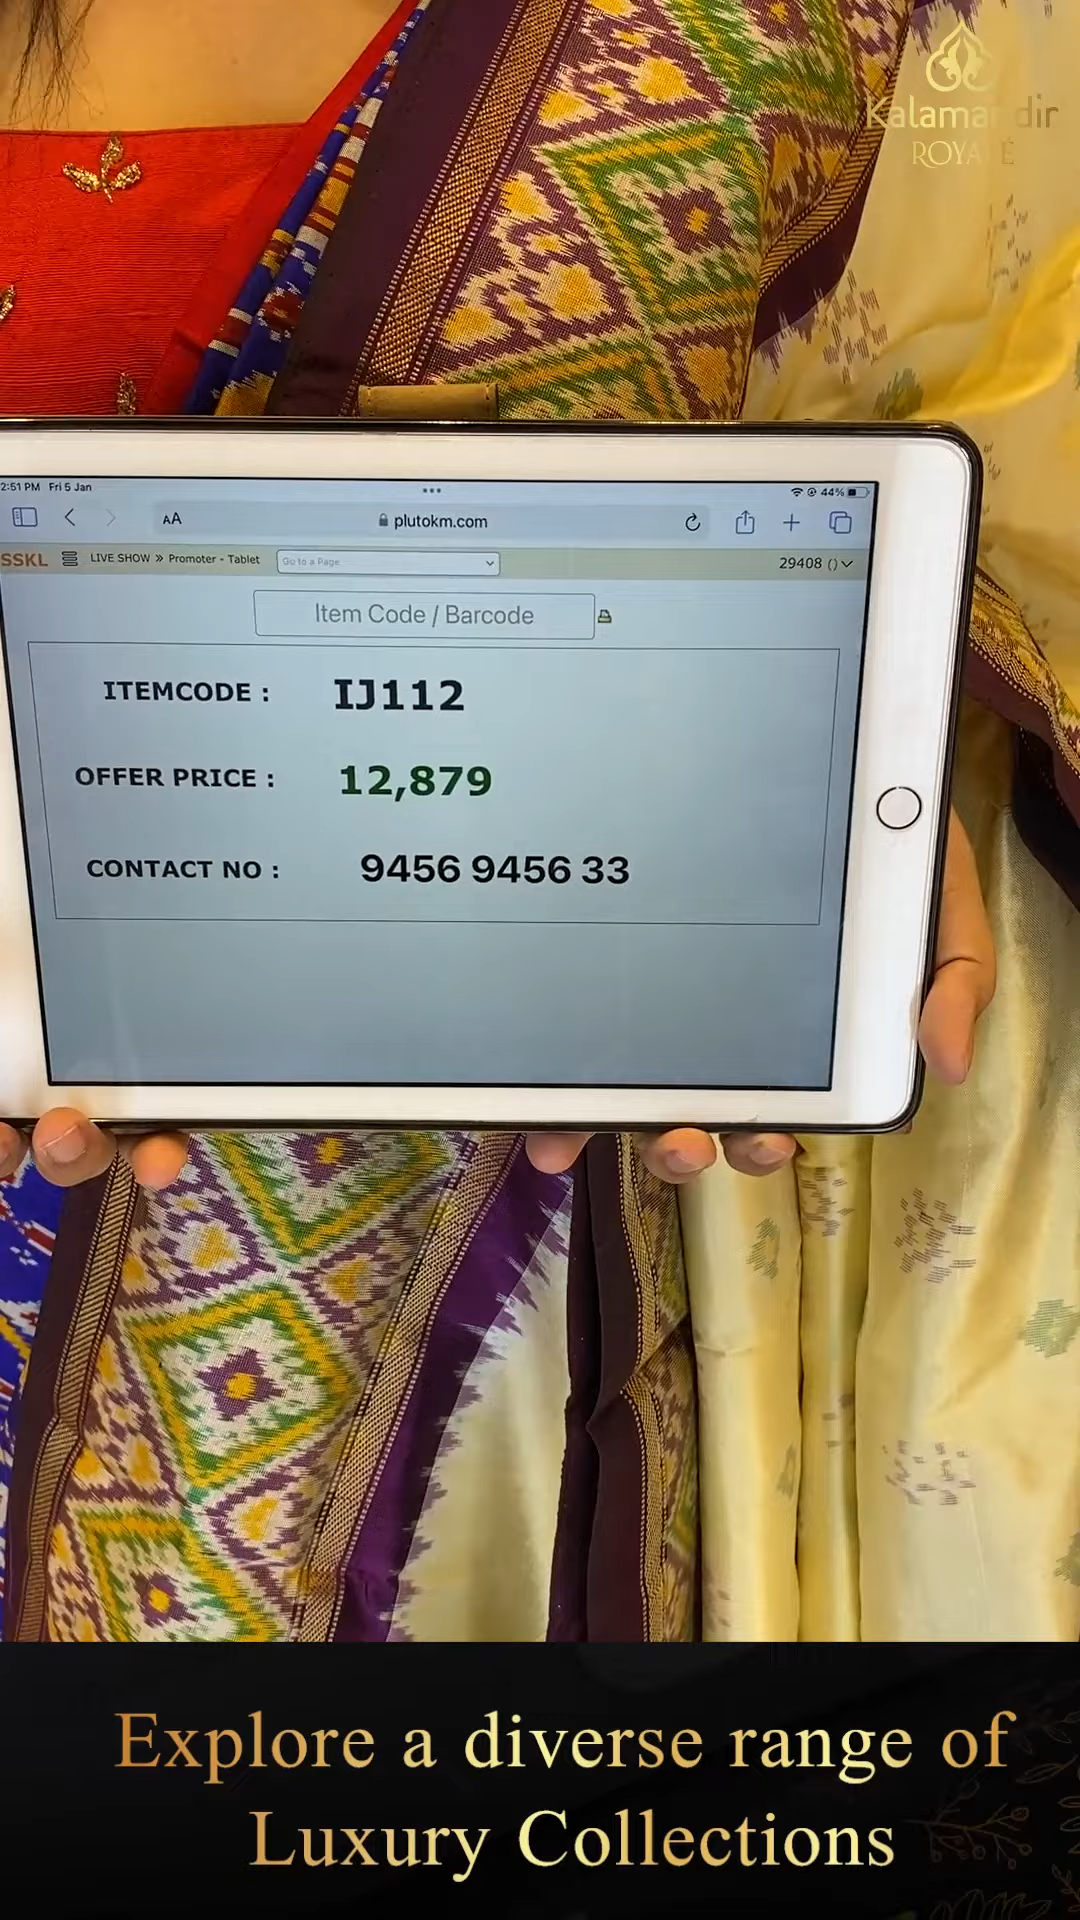 Kalamandir
ROYALE
2:51 PM Fri 5 Jan
44%
AA
plutokm.com
SSKL
LIVE SHOW >> Promoter - Tablet
Go to a Page
29408 ()
Item Code / Barcode
ITEMCODE : IJ112
OFFER PRICE : 12,879
CONTACT NO : 9456 9456 33
Explore a diverse range of
Luxury Collections